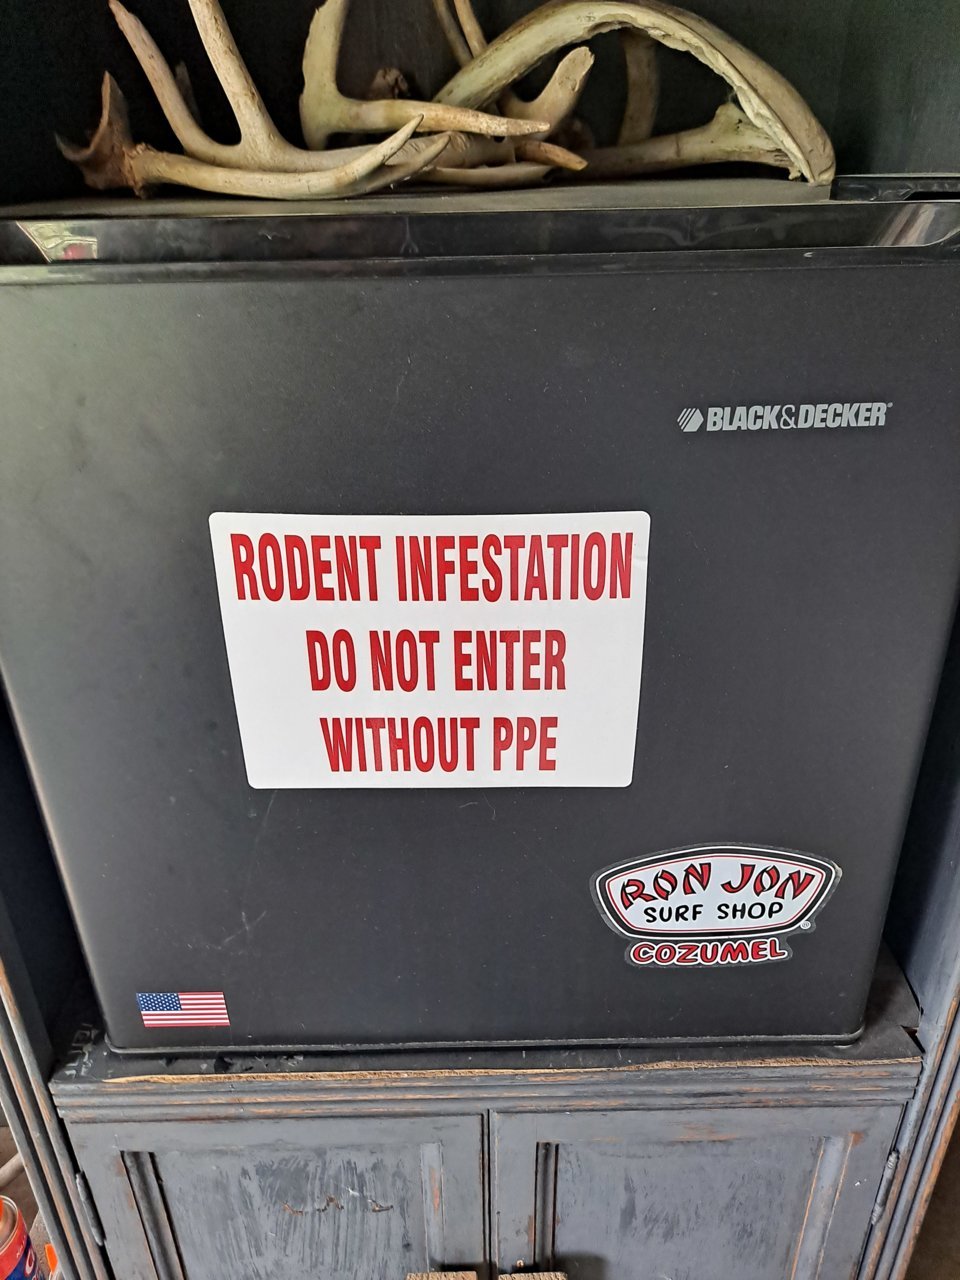 BLACK&DECKER
RODENT INFESTATION
DO NOT ENTER
WITHOUT PPE
RON JON
SURF SHOP
COZUMEL